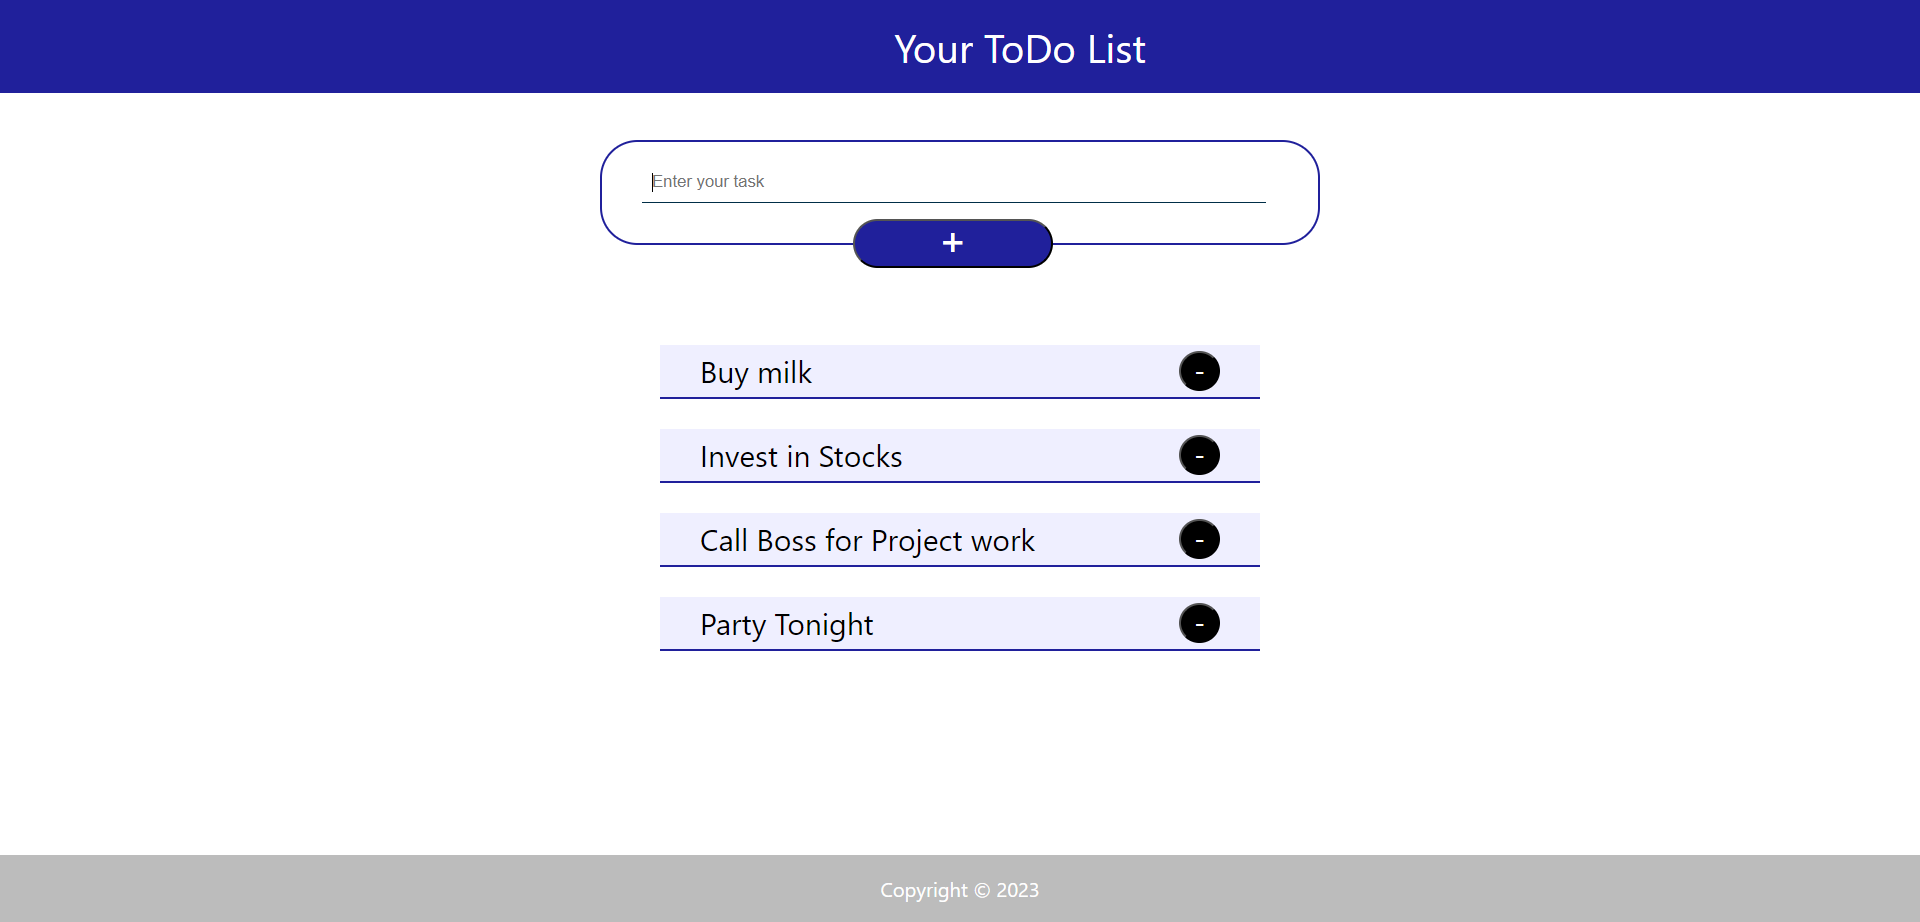 Your ToDo List
Enter your task
+
Buy milk
-
Invest in Stocks
-
Call Boss for Project work
-
Party Tonight
-
Copyright © 2023